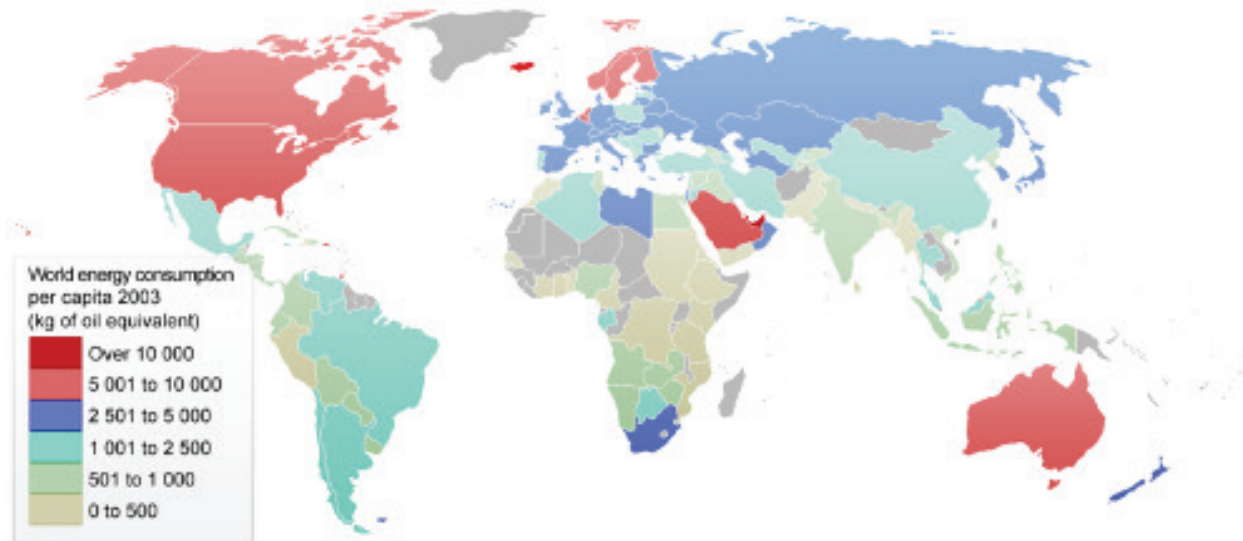 World energy consumption
per capita 2003
(kg of oil equivalent)
Over 10 000
5 001 to 10 000
2 501 to 5 000
1 001 to 2 500
501 to 1 000
0 to 500